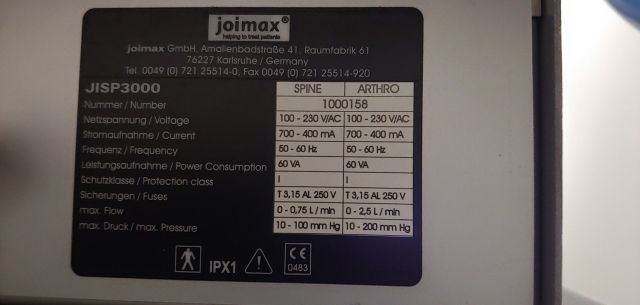 joimax®
helping to treat patients
joimax GmbH, Amalienbadstraße 41, Raumfabrik 61
76227 Karlsruhe / Germany
Tel. 0049 (0) 721 25514-0, Fax 0049 (0) 721 25514-920
JISP3000 SPINE ARTHRO
Nummer / Number 1000158
Netzspannung / Voltage 100 - 230 V/AC 100 - 230 V/AC
Stromaufnahme / Current 700 - 400 mA 700 - 400 mA
Frequenz / Frequency 50 - 60 Hz 50 - 60 Hz
Leistungsaufnahme / Power Consumption 60 VA 60 VA
Schutzklasse / Protection class I I
Sicherungen / Fuses T 3,15 AL 250 V T 3,15 AL 250 V
max. Flow 0 - 0,75 L / min 0 - 2,5 L / min
max. Druck / max. Pressure 10 - 100 mm Hg 10 - 200 mm Hg
IPX1 CE
0483